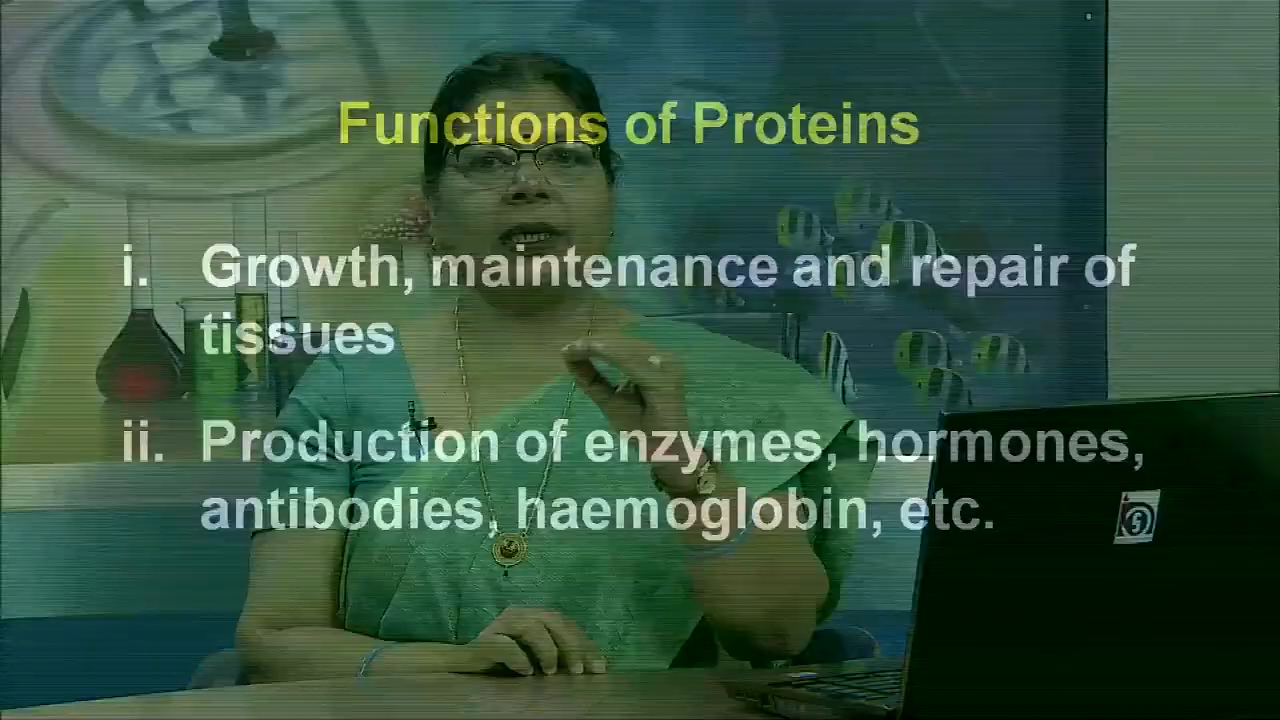 Functions of Proteins
i. Growth, maintenance and repair of
tissues
ii. Production of enzymes, hormones,
antibodies, haemoglobin, etc.